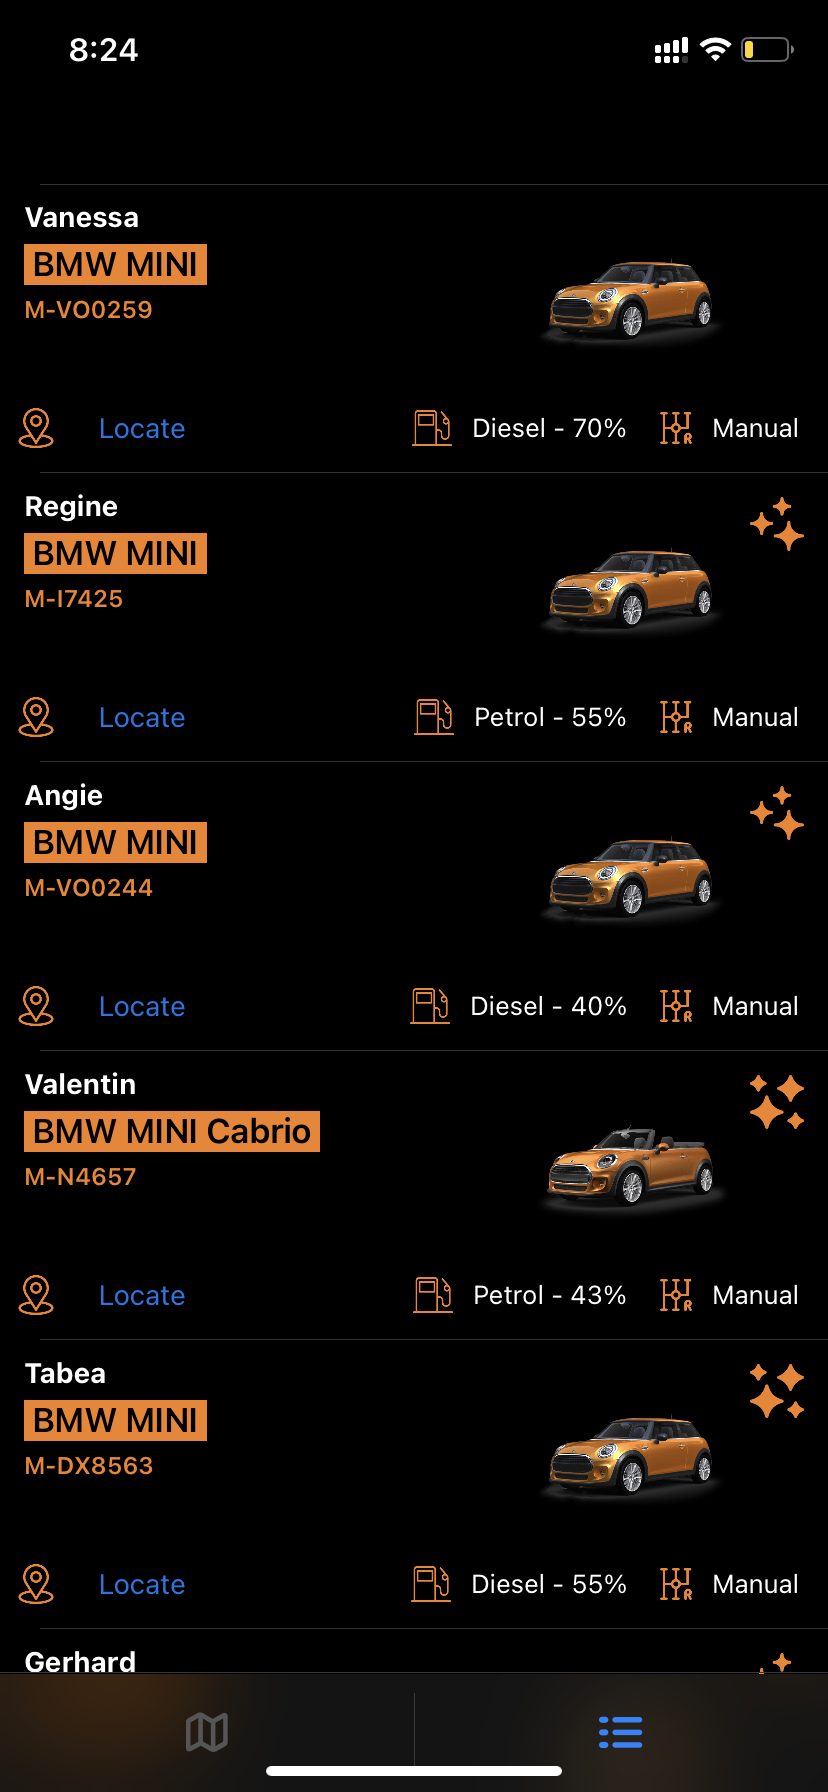 8:24
Vanessa
BMW MINI
M-VO0259
Locate
Diesel - 70%
Manual
Regine
BMW MINI
M-I7425
Locate
Petrol - 55%
Manual
Angie
BMW MINI
M-VO0244
Locate
Diesel - 40%
Manual
Valentin
BMW MINI Cabrio
M-N4657
Locate
Petrol - 43%
Manual
Tabea
BMW MINI
M-DX8563
Locate
Diesel - 55%
Manual
Gerhard